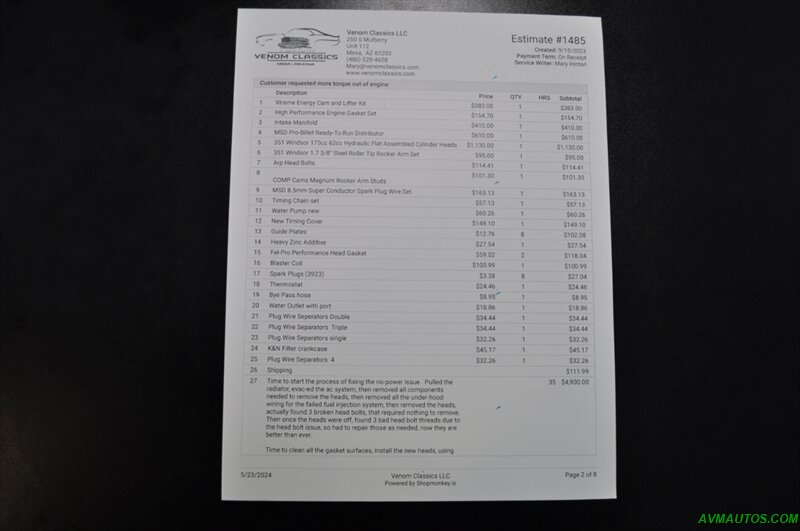 Venom Classics LLC
250 S Mulberry
Unit 112
Mesa, AZ 85202
(480) 528-4628
Mary@venomclassics.com
www.venomclassics.com
VENOM CLASSICS
Estimate #1485
Created: 9/15/2023
Payment Term: On Receipt
Service Writer: Mary Hinton
Customer requested more torque out of engine
Description Price QTY HRS Subtotal
1 Xtreme Energy Cam and Lifter Kit $383.00 1 $383.00
2 High Performance Engine Gasket Set $154.70 1 $154.70
3 Intake Manifold $410.00 1 $410.00
4 MSD Pro-Billet Ready-To-Run Distributor $610.00 1 $610.00
5 351 Windsor 175cc 62cc Hydraulic Flat Assembled Cylinder Heads $1,130.00 1 $1,130.00
6 351 Windsor 1.7 3/8" Steel Roller Tip Rocker Arm Set $95.00 1 $95.00
7 Arp Head Bolts $114.41 1 $114.41
8 COMP Cams Magnum Rocker Arm Studs $101.30 1 $101.30
9 MSD 8.5mm Super Conductor Spark Plug Wire Set $163.13 1 $163.13
10 Timing Chain set $57.13 1 $57.13
11 Water Pump new $60.26 1 $60.26
12 New Timing Cover $149.10 1 $149.10
13 Guide Plates $12.76 8 $102.08
14 Heavy Zinc Additive $27.54 1 $27.54
15 Fel-Pro Performance Head Gasket $59.02 2 $118.04
16 Blaster Coil $100.99 1 $100.99
17 Spark Plugs (3923) $3.38 8 $27.04
18 Thermostat $24.46 1 $24.46
19 Bye Pass hose $8.95 1 $8.95
20 Water Outlet with port $18.86 1 $18.86
21 Plug Wire Seperators Double $34.44 1 $34.44
22 Plug Wire Separators Triple $34.44 1 $34.44
23 Plug Wire Separators single $32.26 1 $32.26
24 K&N Filter crankcase $45.17 1 $45.17
25 Plug Wire Separators 4 $32.26 1 $32.26
26 Shipping $111.99
27 Time to start the process of fixing the no-power issue. Pulled the 35 $4,900.00
radiator, evac-ed the ac system, then removed all components
needed to remove the heads, then removed all the under-hood
wiring for the failed fuel injection system, then removed the heads,
actually found 3 broken head bolts, that required nothing to remove.
Then once the heads were off, found 3 bad head bolt threads due to
the head bolt issue, so had to repair those as needed, now they are
better than ever.
Time to clean all the gasket surfaces, install the new heads, using
5/23/2024
Venom Classics LLC
Powered by Shopmonkey.io
Page 2 of 8
AVMAUTOS.COM